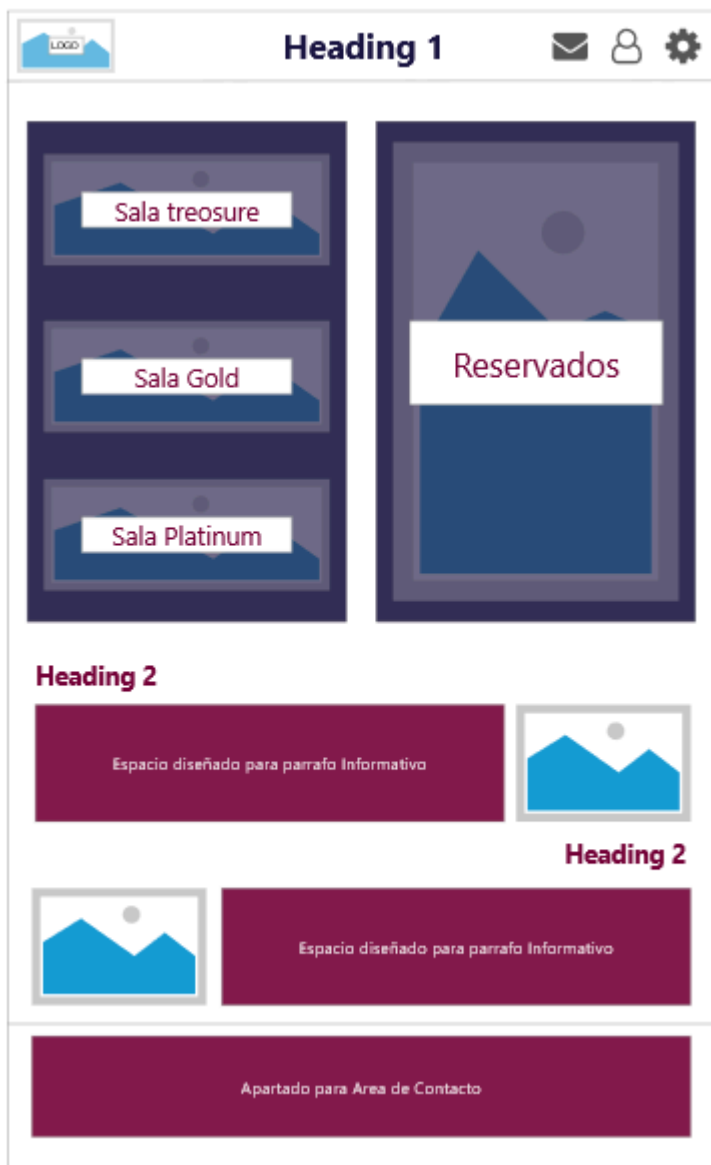 LOGO
Heading 1
Sala treosure
Sala Gold
Sala Platinum
Reservados
Heading 2
Espacio diseñado para parrafo Informativo
Heading 2
Espacio diseñado para parrafo Informativo
Apartado para Area de Contacto